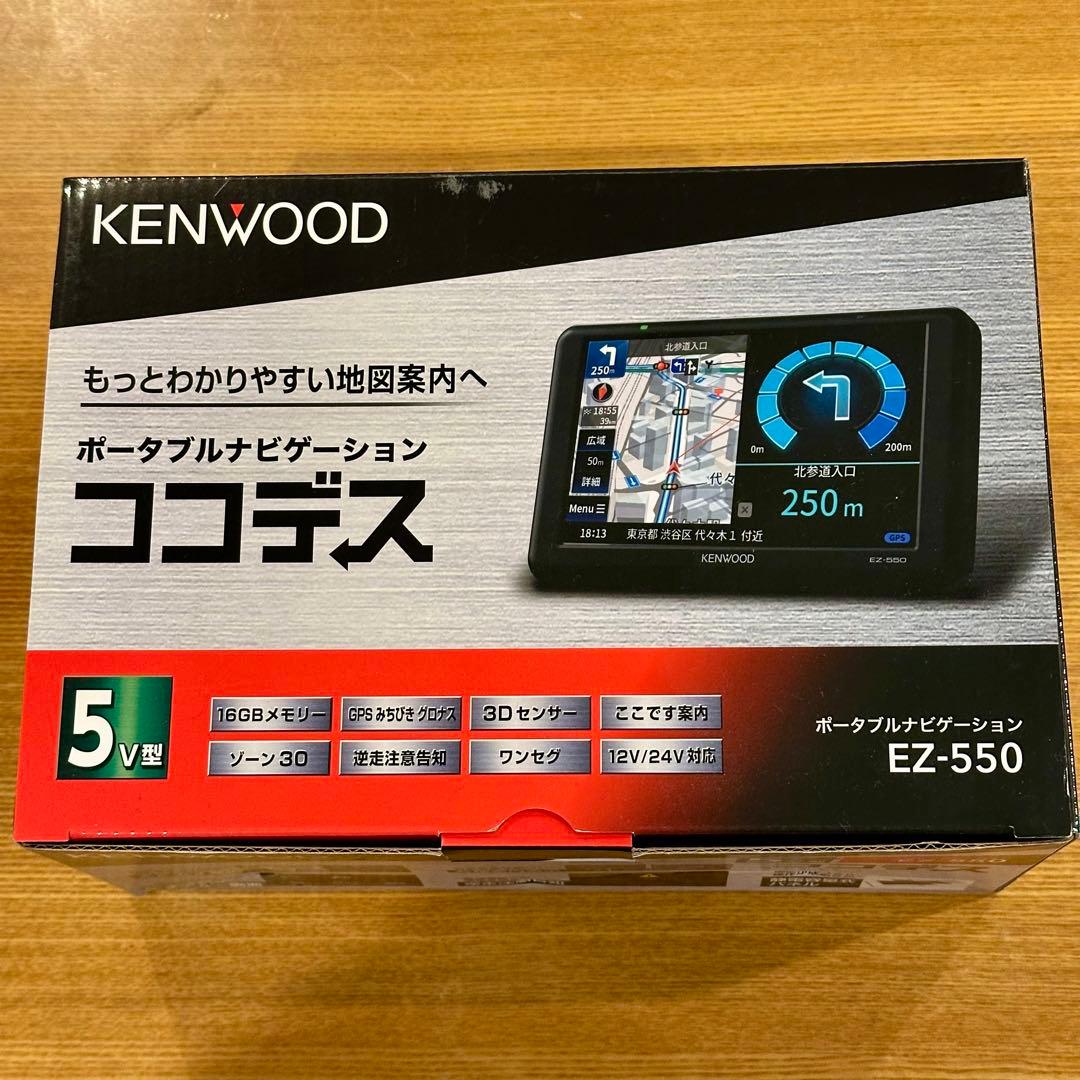 KENWOOD
もっとわかりやすい地図案内へ
ポータブルナビゲーション
ココデス
250m
北参道入口
18:55
39km
広域
50m
詳細
Menu
代々
18:13 東京都 渋谷区 代々木1 付近
0m 200m
北参道入口
250m
GPS
KENWOOD
EZ-550
5V型
16GBメモリー GPS みちびき グロナス 3Dセンサー ここです案内
ゾーン30 逆走注意告知 ワンセグ 12V/24V対応
ポータブルナビゲーション
EZ-550